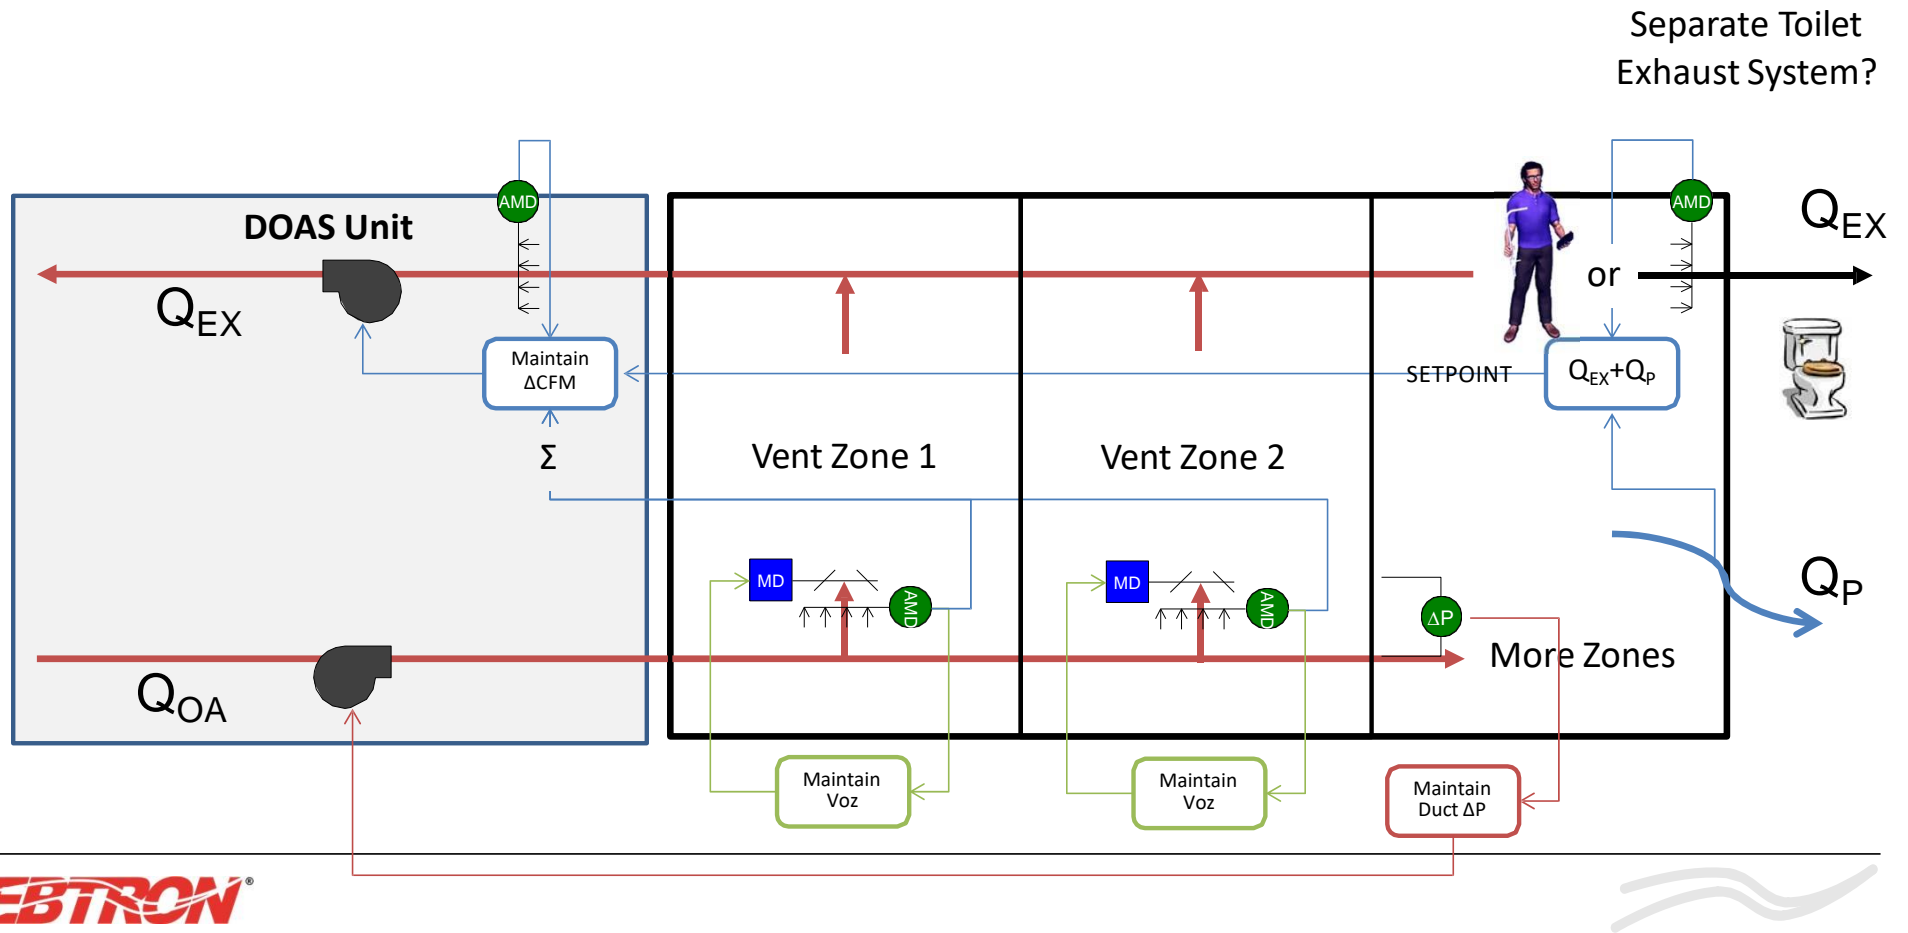 Separate Toilet
Exhaust System?
AMD
AMD
DOAS Unit
QEX
or
QEX
Maintain
ΔCFM
SETPOINT
QEX+QP
Σ
Vent Zone 1
Vent Zone 2
MD
AMD
MD
AMD
ΔP
QP
More Zones
QOA
Maintain
Voz
Maintain
Voz
Maintain
Duct ΔP
EBTRON®